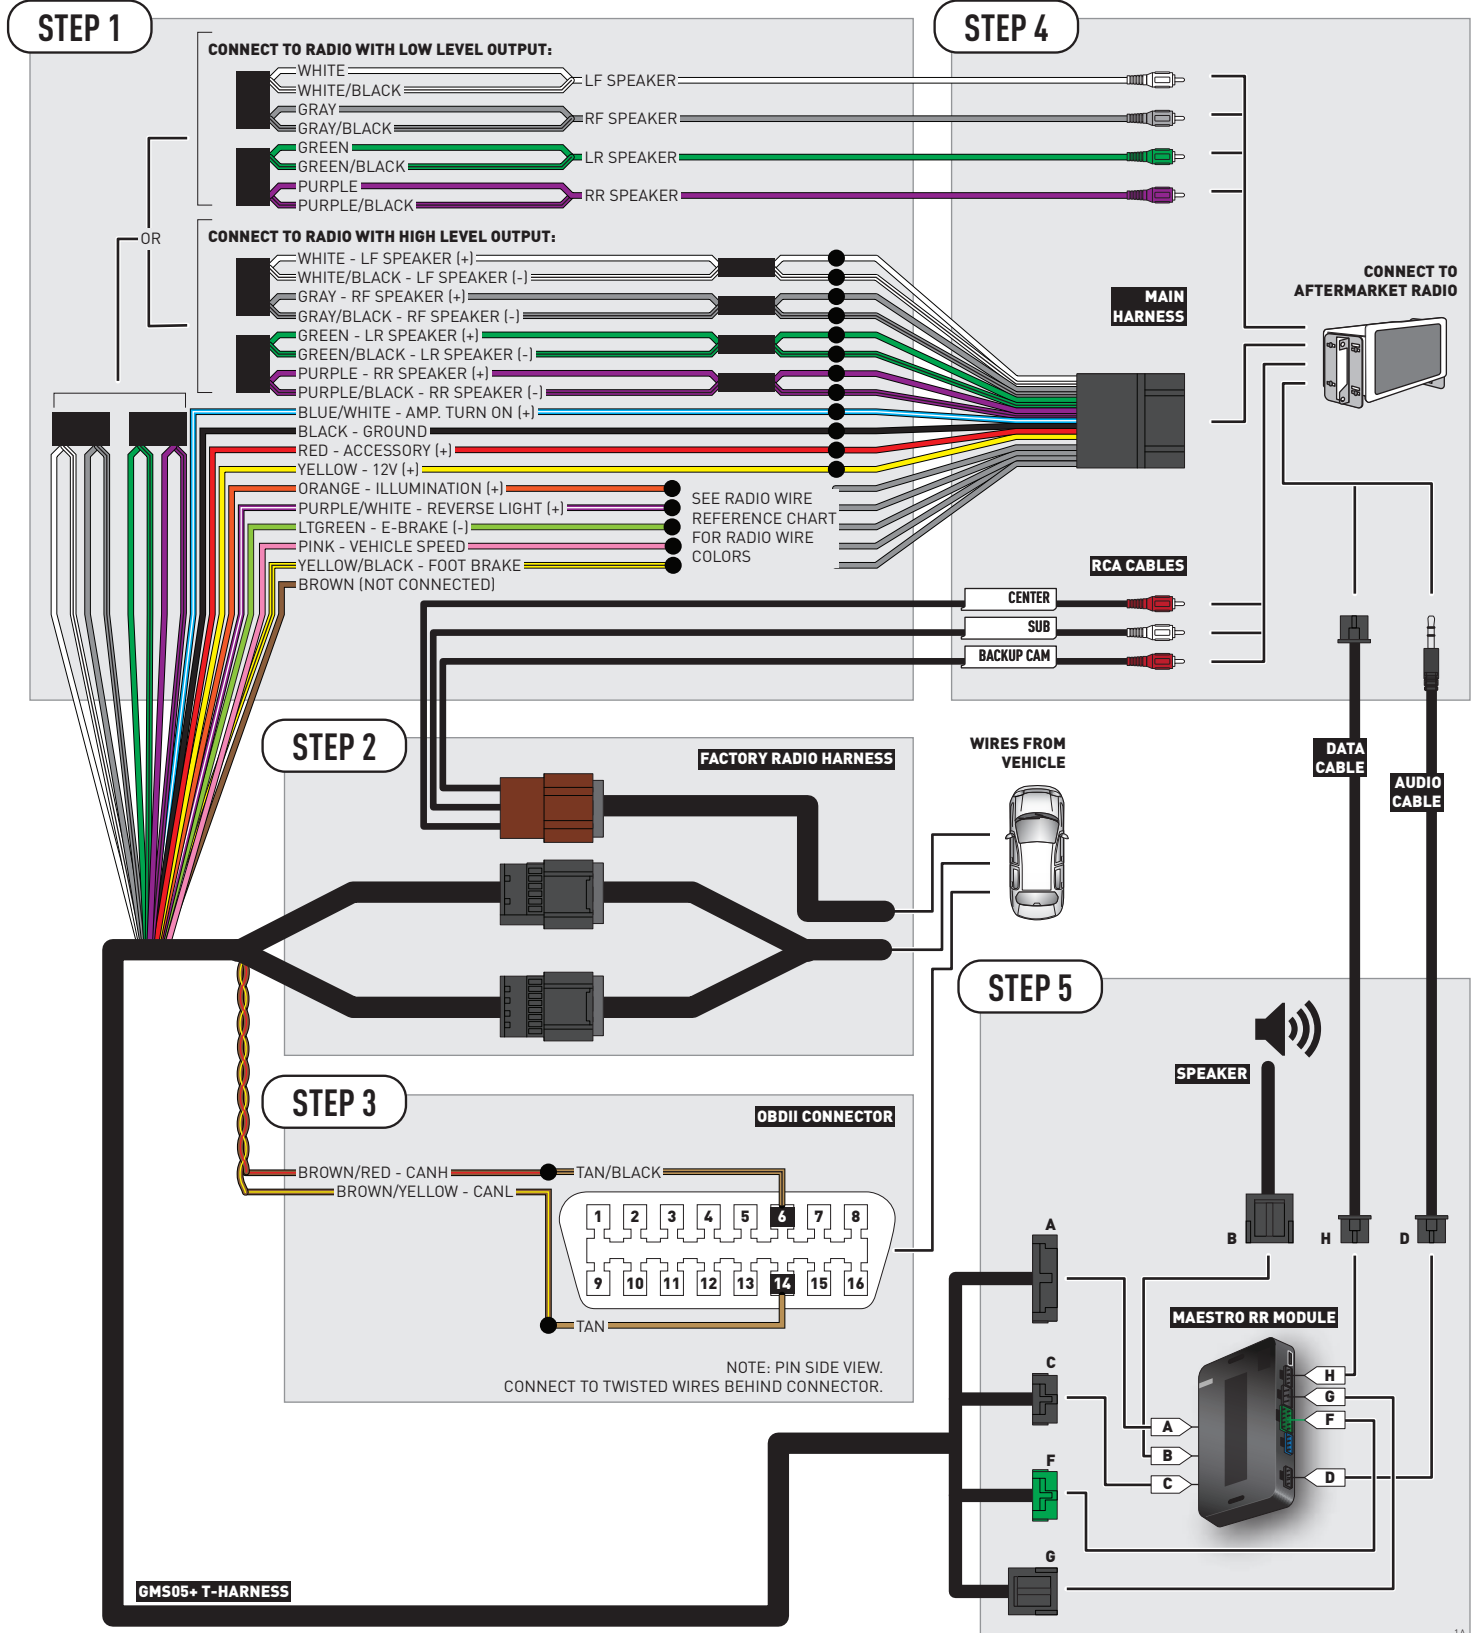 STEP 1
CONNECT TO RADIO WITH LOW LEVEL OUTPUT:
WHITE
WHITE/BLACK
LF SPEAKER
GRAY
GRAY/BLACK
RF SPEAKER
GREEN
GREEN/BLACK
LR SPEAKER
PURPLE
PURPLE/BLACK
RR SPEAKER
OR
CONNECT TO RADIO WITH HIGH LEVEL OUTPUT:
WHITE - LF SPEAKER (+)
WHITE/BLACK - LF SPEAKER (-)
GRAY - RF SPEAKER (+)
GRAY/BLACK - RF SPEAKER (-)
GREEN - LR SPEAKER (+)
GREEN/BLACK - LR SPEAKER (-)
PURPLE - RR SPEAKER (+)
PURPLE/BLACK - RR SPEAKER (-)
BLUE/WHITE - AMP. TURN ON (+)
BLACK - GROUND
RED - ACCESSORY (+)
YELLOW - 12V (+)
ORANGE - ILLUMINATION (+)
PURPLE/WHITE - REVERSE LIGHT (+)
LTGREEN - E-BRAKE (-)
PINK - VEHICLE SPEED
YELLOW/BLACK - FOOT BRAKE
BROWN (NOT CONNECTED)
SEE RADIO WIRE
REFERENCE CHART
FOR RADIO WIRE
COLORS
STEP 4
CONNECT TO
AFTERMARKET RADIO
MAIN
HARNESS
RCA CABLES
CENTER
SUB
BACKUP CAM
DATA
CABLE
AUDIO
CABLE
STEP 2
FACTORY RADIO HARNESS
WIRES FROM
VEHICLE
STEP 3
OBDII CONNECTOR
BROWN/RED - CANH
TAN/BLACK
BROWN/YELLOW - CANL
1 2 3 4 5 6 7 8
9 10 11 12 13 14 15 16
TAN
NOTE: PIN SIDE VIEW.
CONNECT TO TWISTED WIRES BEHIND CONNECTOR.
STEP 5
SPEAKER
A
B
H
D
MAESTRO RR MODULE
C
F
G
H
G
F
D
A
B
C
GMS05+ T-HARNESS
1A